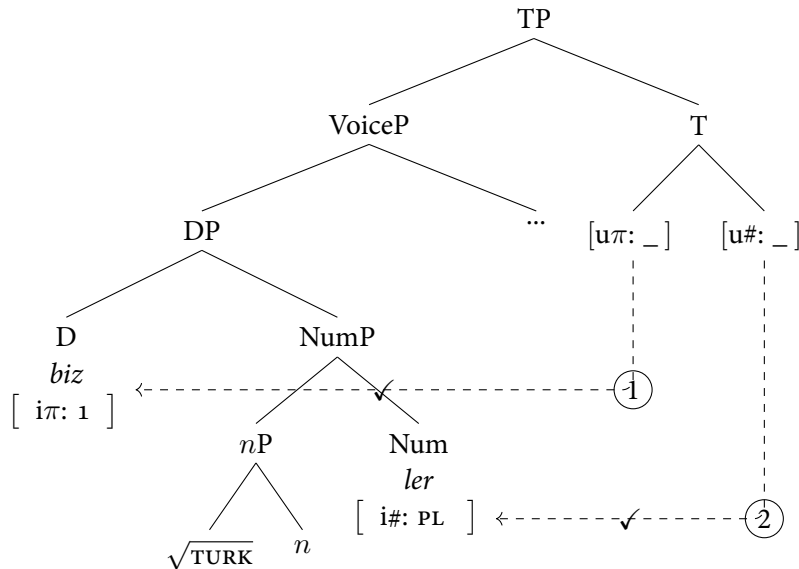 TP
VoiceP T
DP ... [uπ: _ ] [u#: _ ]
D NumP
biz
[ iπ: 1 ] ✓ 1
nP Num
ler
[ i#: PL ] ✓ 2
√TURK n